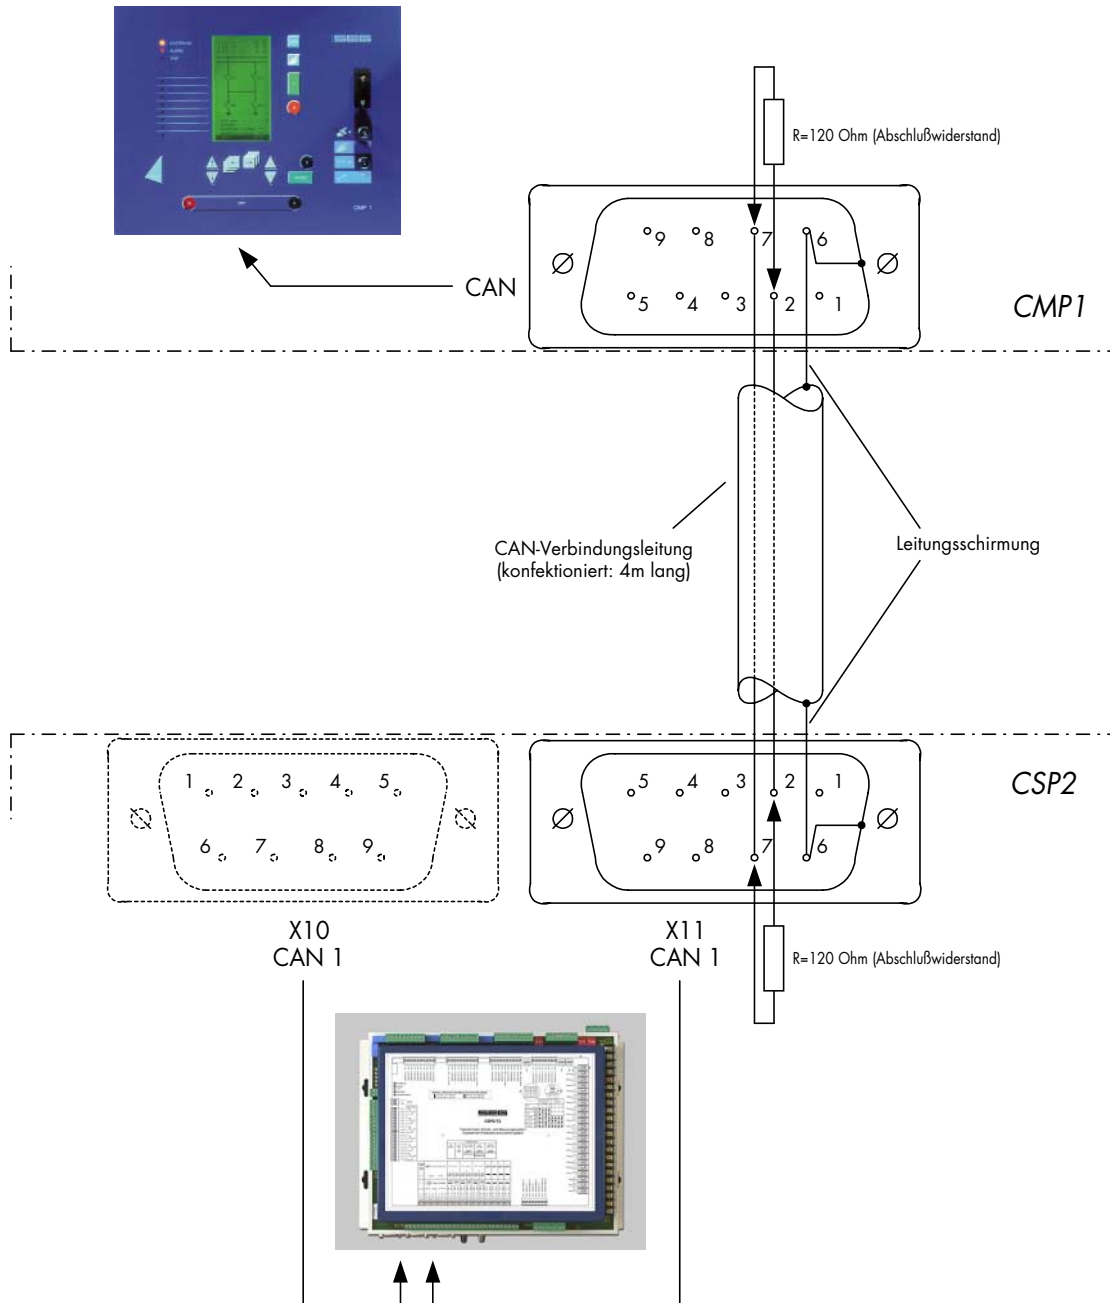 SEG
CMP 1
R=120 Ohm (Abschlußwiderstand)
9 8 7 6
5 4 3 2 1
CAN
CMP1
CAN-Verbindungsleitung
(konfektioniert: 4m lang)
Leitungsschirmung
1 2 3 4 5
6 7 8 9
5 4 3 2 1
9 8 7 6
CSP2
X10
CAN 1
X11
CAN 1
R=120 Ohm (Abschlußwiderstand)